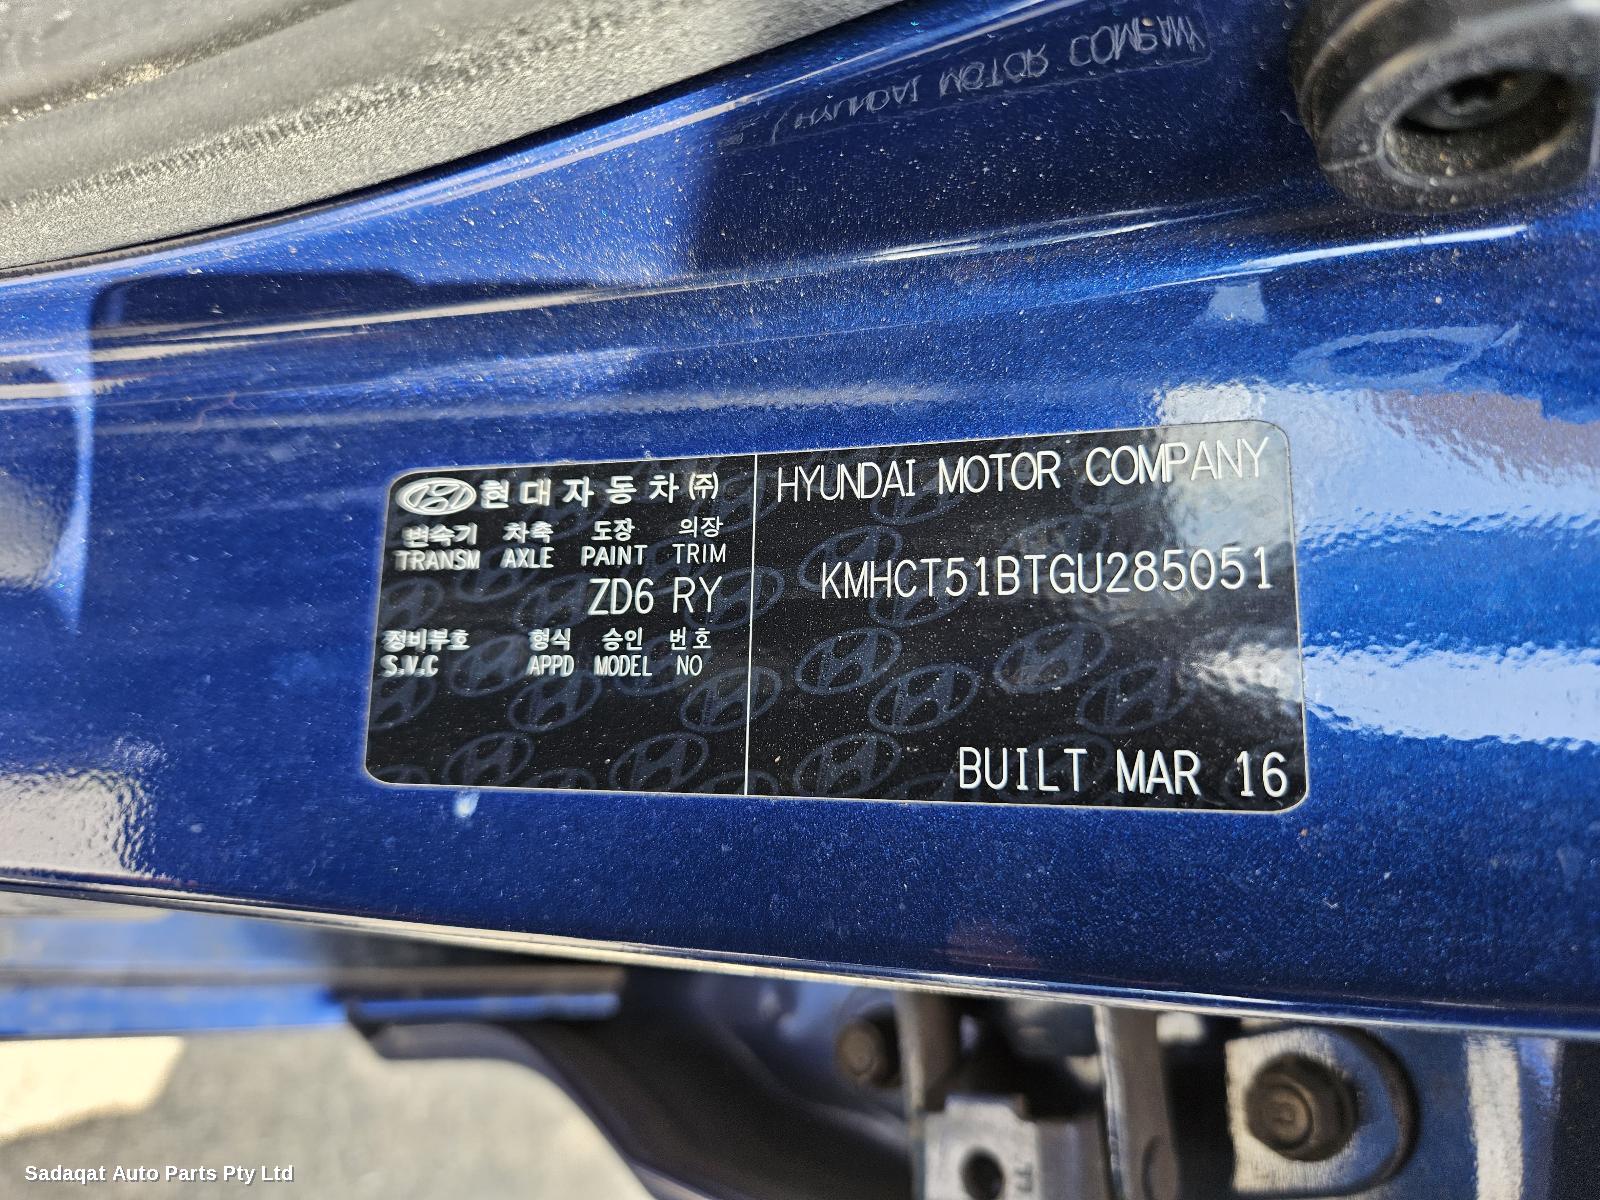 HYUNDAI MOTOR COMPANY
현대자동차㈜
변속기 차축 도장 의장
TRANSM AXLE PAINT TRIM
ZD6 RY
정비부호 형식 승인 번호
S.V.C APPD MODEL NO
HYUNDAI MOTOR COMPANY
KMHCT51BTGU285051
BUILT MAR 16
Sadaqat Auto Parts Pty Ltd